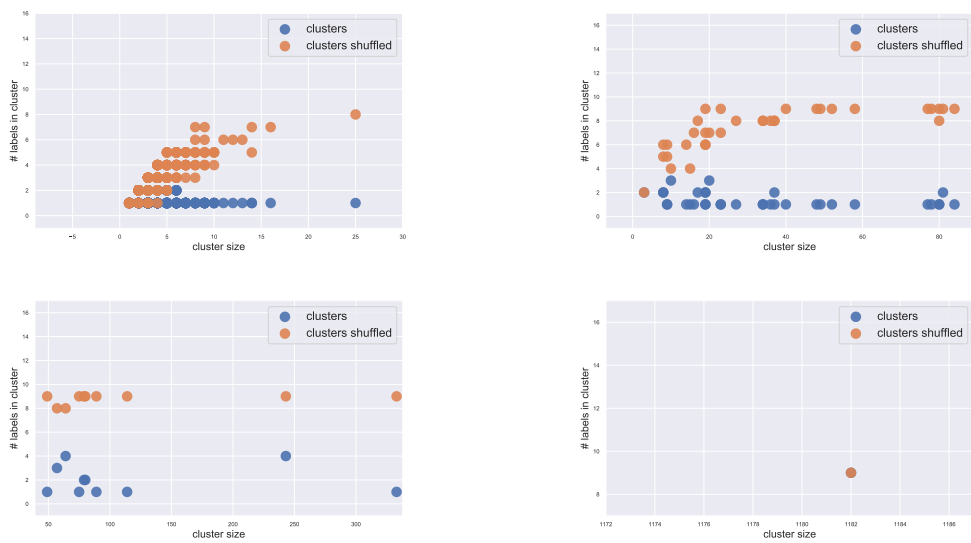 16
14
12
10
8
6
4
2
0
# labels in cluster
clusters
clusters shuffled
−5 0 5 10 15 20 25 30
cluster size
16
14
12
10
8
6
4
2
0
# labels in cluster
clusters
clusters shuffled
0 20 40 60 80
cluster size
16
14
12
10
8
6
4
2
0
# labels in cluster
clusters
clusters shuffled
50 100 150 200 250 300
cluster size
16
14
12
10
8
# labels in cluster
clusters
clusters shuffled
1172 1174 1176 1178 1180 1182 1184 1186
cluster size